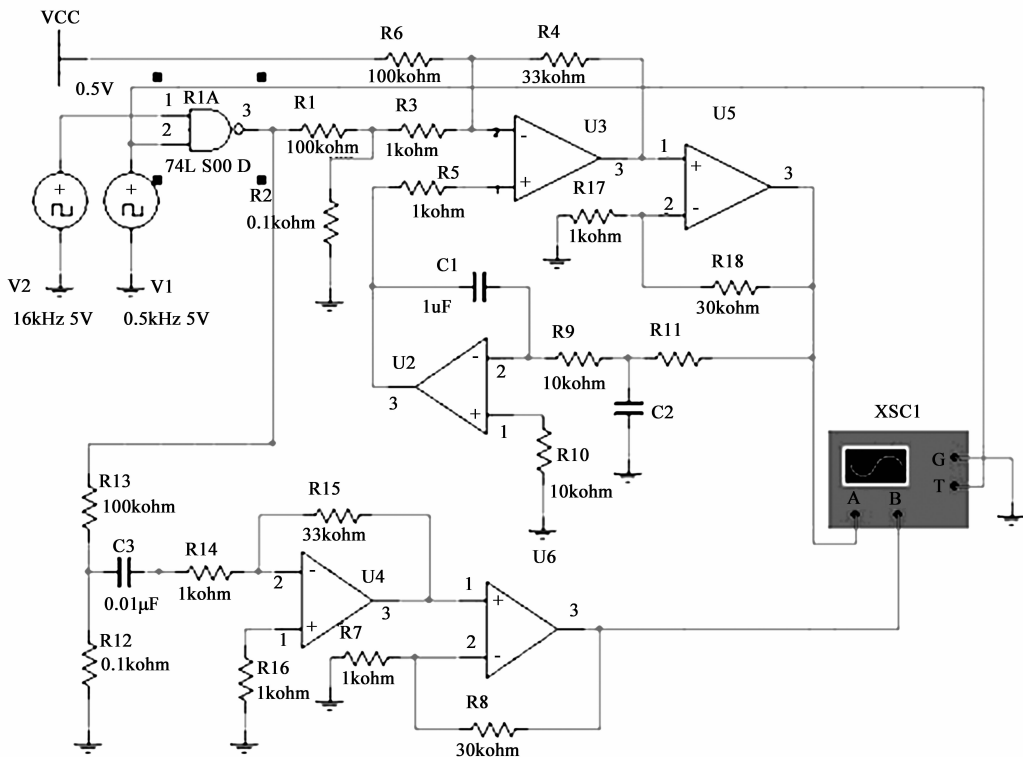 VCC
0.5V
R6
100kohm
R4
33kohm
R1A
1
2
3
74L S00 D
R1
100kohm
R3
1kohm
R2
0.1kohm
R5
1kohm
-
+
U3
3
U5
1
+
2
-
3
R17
1kohm
R18
30kohm
+
V2
16kHz 5V
+
V1
0.5kHz 5V
C1
1uF
U2
-
2
+
1
3
R9
10kohm
R11
C2
R10
10kohm
U6
XSC1
G
T
A
B
R13
100kohm
C3
0.01μF
R14
1kohm
R15
33kohm
2
-
U4
3
1
+
R12
0.1kohm
R16
1kohm
R7
1kohm
1
+
2
-
3
R8
30kohm